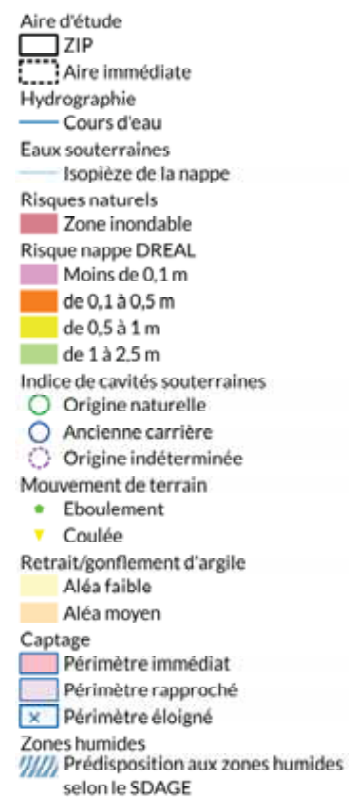 Aire d'étude
ZIP
Aire immédiate
Hydrographie
Cours d'eau
Eaux souterraines
Isopièze de la nappe
Risques naturels
Zone inondable
Risque nappe DREAL
Moins de 0,1 m
de 0,1 à 0,5 m
de 0,5 à 1 m
de 1 à 2.5 m
Indice de cavités souterraines
Origine naturelle
Ancienne carrière
Origine indéterminée
Mouvement de terrain
Eboulement
Coulée
Retrait/gonflement d'argile
Aléa faible
Aléa moyen
Captage
Périmètre immédiat
Périmètre rapproché
Périmètre éloigné
Zones humides
Prédisposition aux zones humides
selon le SDAGE